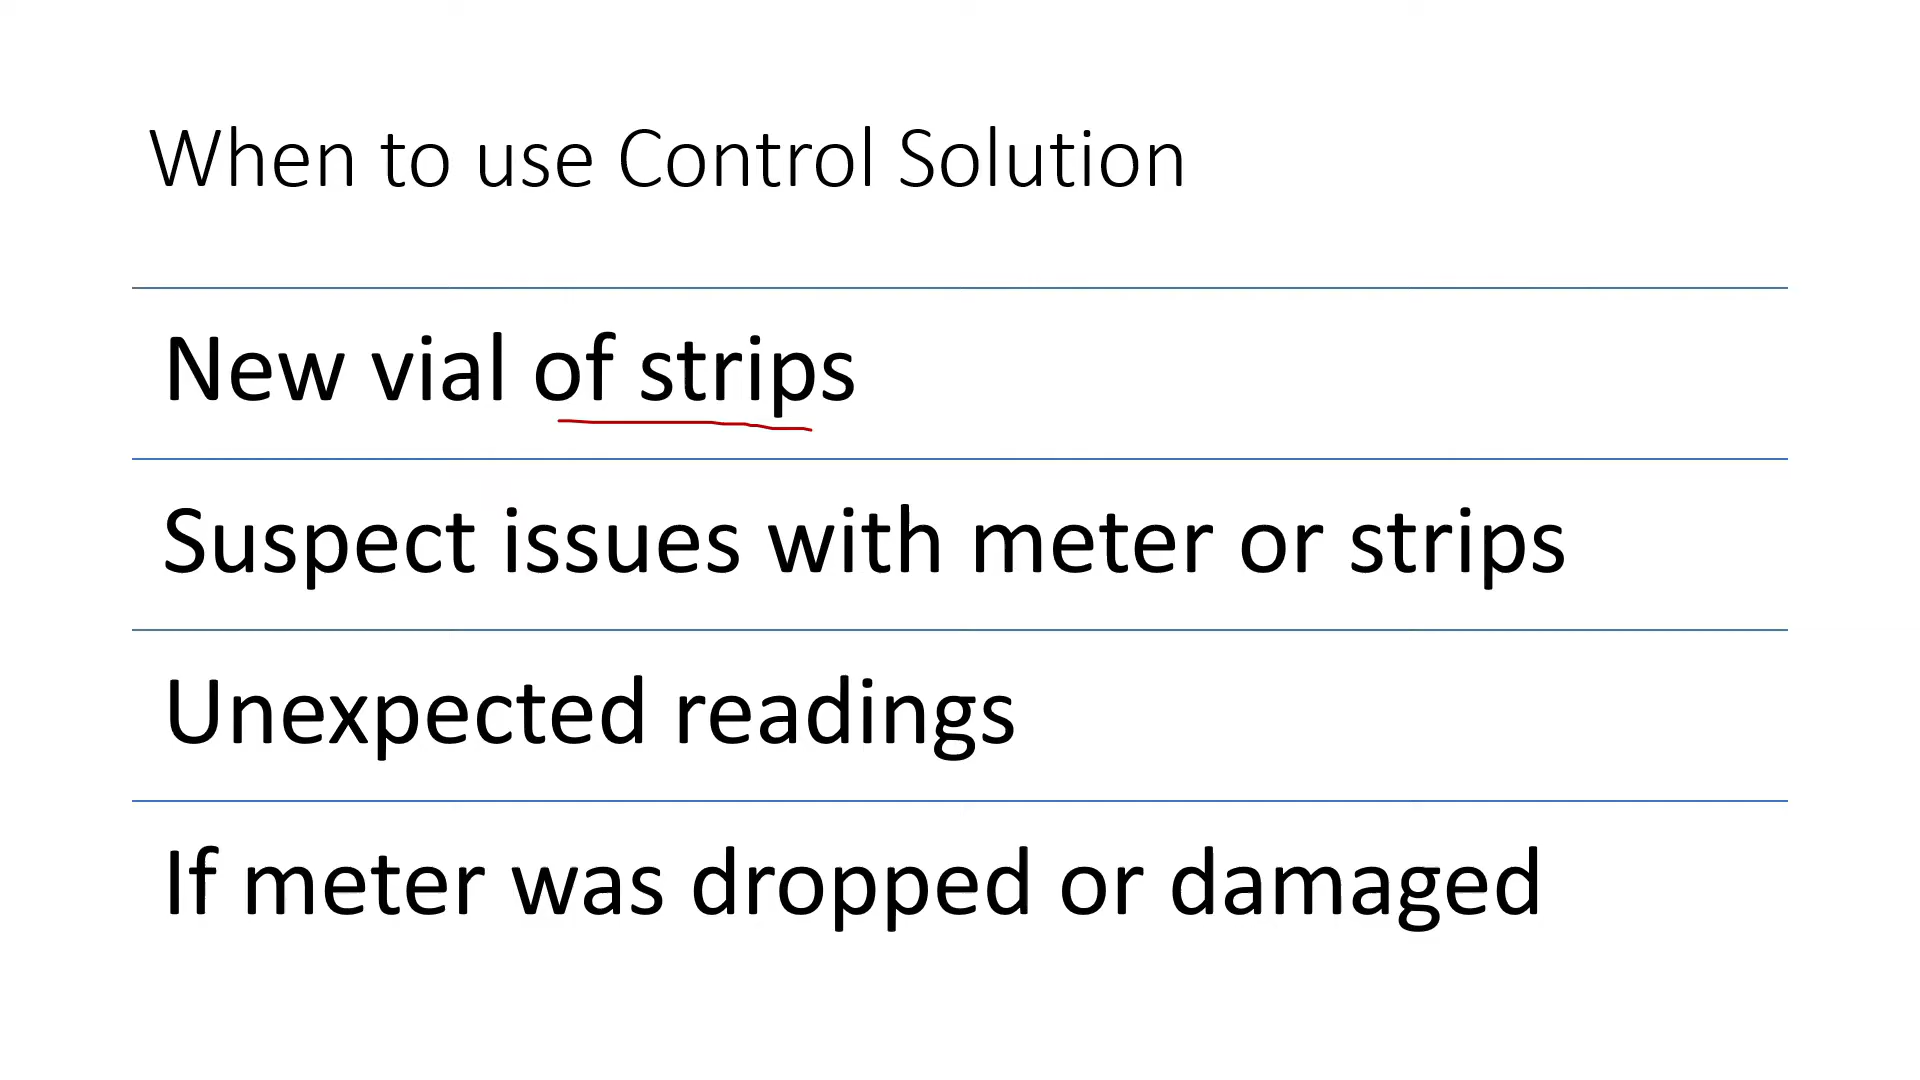 When to use Control Solution
New vial of strips
Suspect issues with meter or strips
Unexpected readings
If meter was dropped or damaged